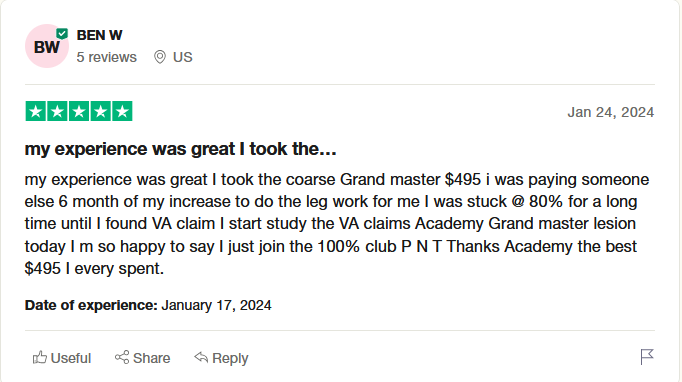 BW
BEN W
5 reviews US
Jan 24, 2024
my experience was great I took the…
my experience was great I took the coarse Grand master $495 i was paying someone
else 6 month of my increase to do the leg work for me I was stuck @ 80% for a long
time until I found VA claim I start study the VA claims Academy Grand master lesion
today I m so happy to say I just join the 100% club P N T Thanks Academy the best
$495 I every spent.
Date of experience: January 17, 2024
Useful Share Reply